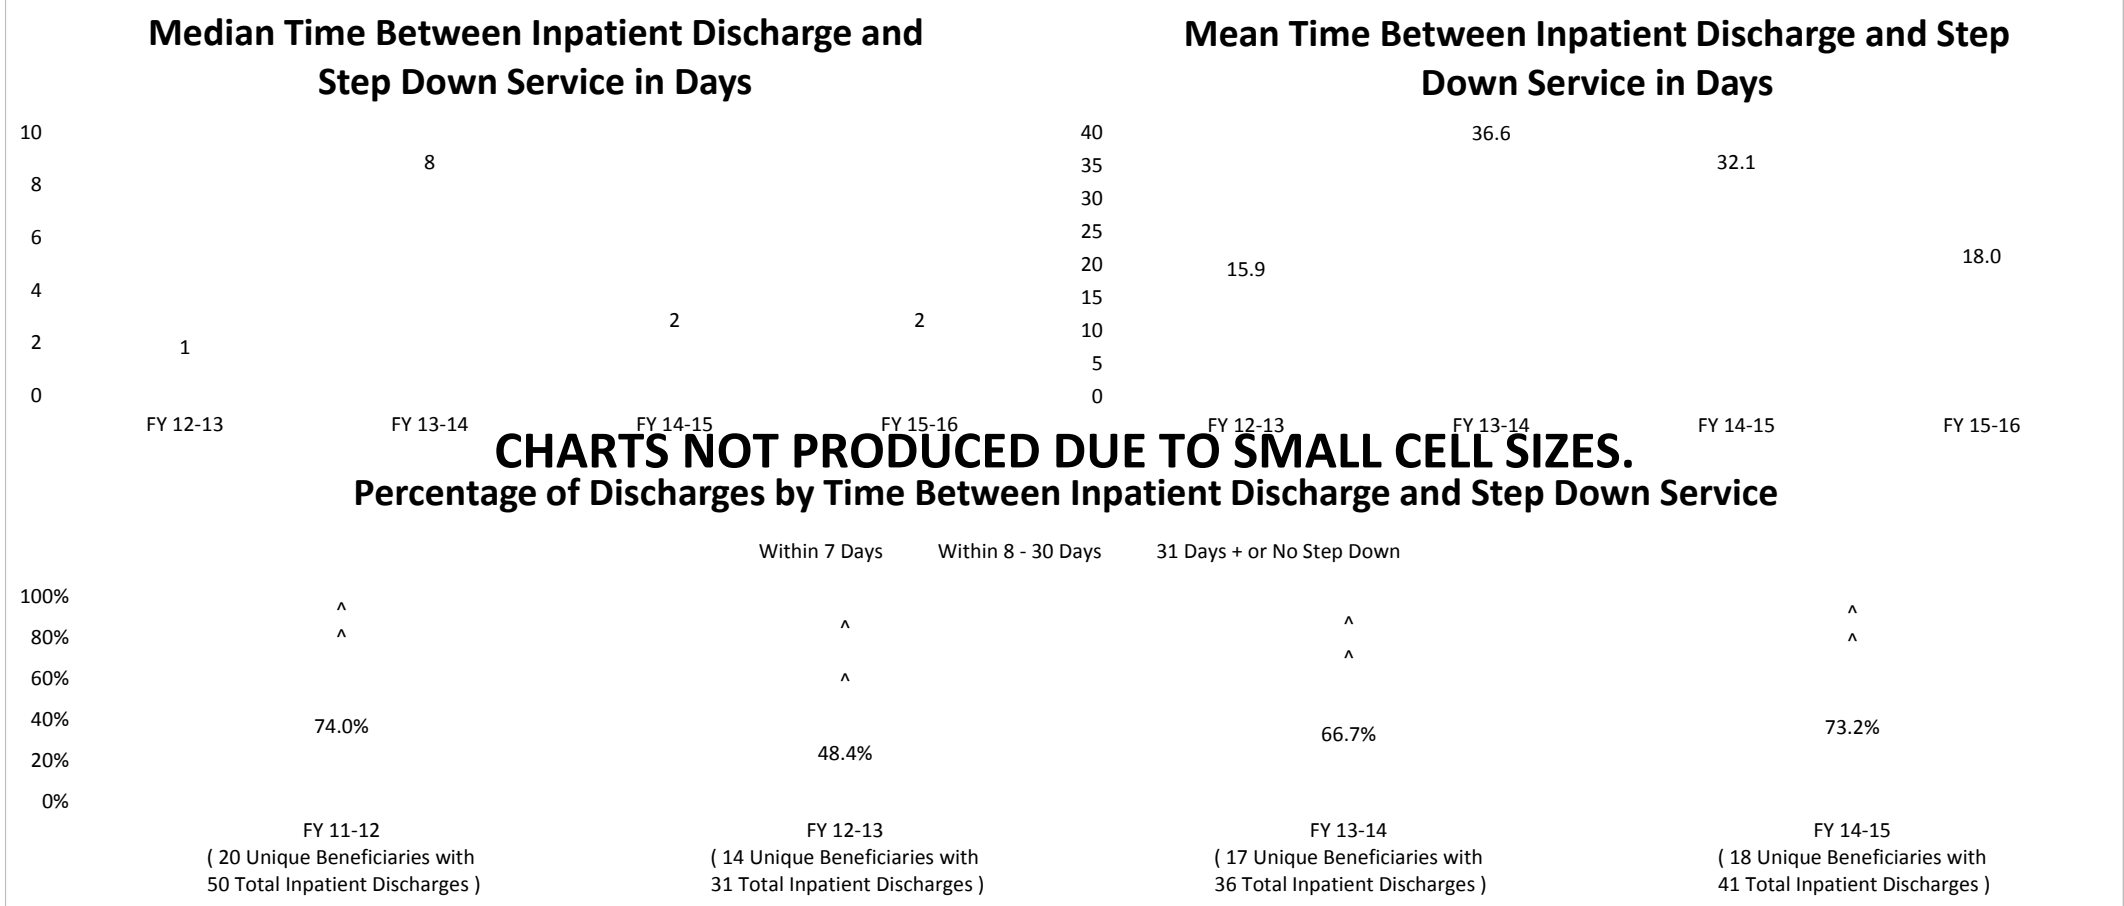 Median Time Between Inpatient Discharge and
Step Down Service in Days
10
8
6
4
2
0
1
8
2
2
FY 12-13
FY 13-14
FY 14-15
FY 15-16
Mean Time Between Inpatient Discharge and Step
Down Service in Days
40
35
30
25
20
15
10
5
0
15.9
36.6
32.1
18.0
FY 12-13
FY 13-14
FY 14-15
FY 15-16
CHARTS NOT PRODUCED DUE TO SMALL CELL SIZES.
Percentage of Discharges by Time Between Inpatient Discharge and Step Down Service
Within 7 Days
Within 8 - 30 Days
31 Days + or No Step Down
100%
80%
60%
40%
20%
0%
^
^
74.0%
^
^
48.4%
^
^
66.7%
^
^
73.2%
FY 11-12
( 20 Unique Beneficiaries with
50 Total Inpatient Discharges )
FY 12-13
( 14 Unique Beneficiaries with
31 Total Inpatient Discharges )
FY 13-14
( 17 Unique Beneficiaries with
36 Total Inpatient Discharges )
FY 14-15
( 18 Unique Beneficiaries with
41 Total Inpatient Discharges )